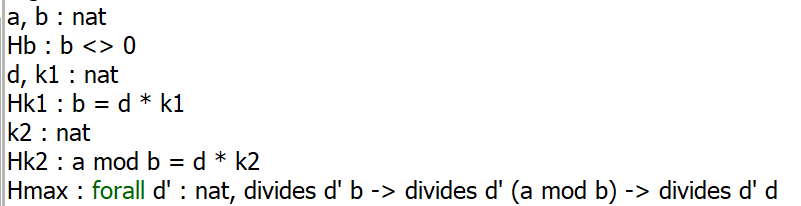 a, b : nat
Hb : b <> 0
d, k1 : nat
Hk1 : b = d * k1
k2 : nat
Hk2 : a mod b = d * k2
Hmax : forall d' : nat, divides d' b -> divides d' (a mod b) -> divides d' d